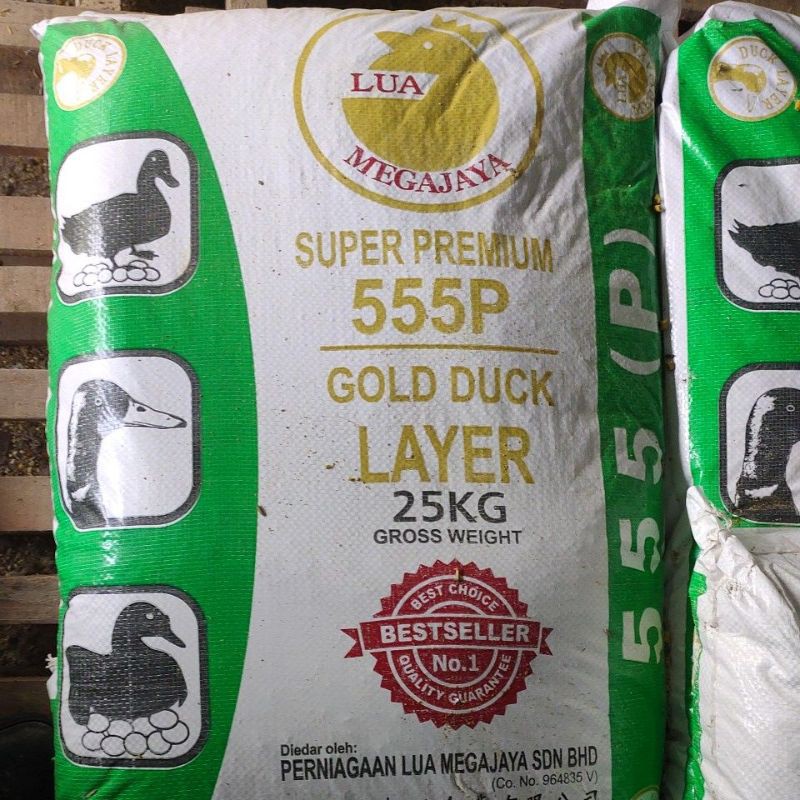 DUCK LAYER
LUA
MEGAJAYA
SUPER PREMIUM
555P
GOLD DUCK
LAYER
25KG
GROSS WEIGHT
BEST CHOICE
BESTSELLER
No.1
QUALITY GUARANTEE
Diedar oleh:
PERNIAGAAN LUA MEGAJAYA SDN BHD
(Co. No. 964835 V)
555(P)
LUA
DUCK LAYER